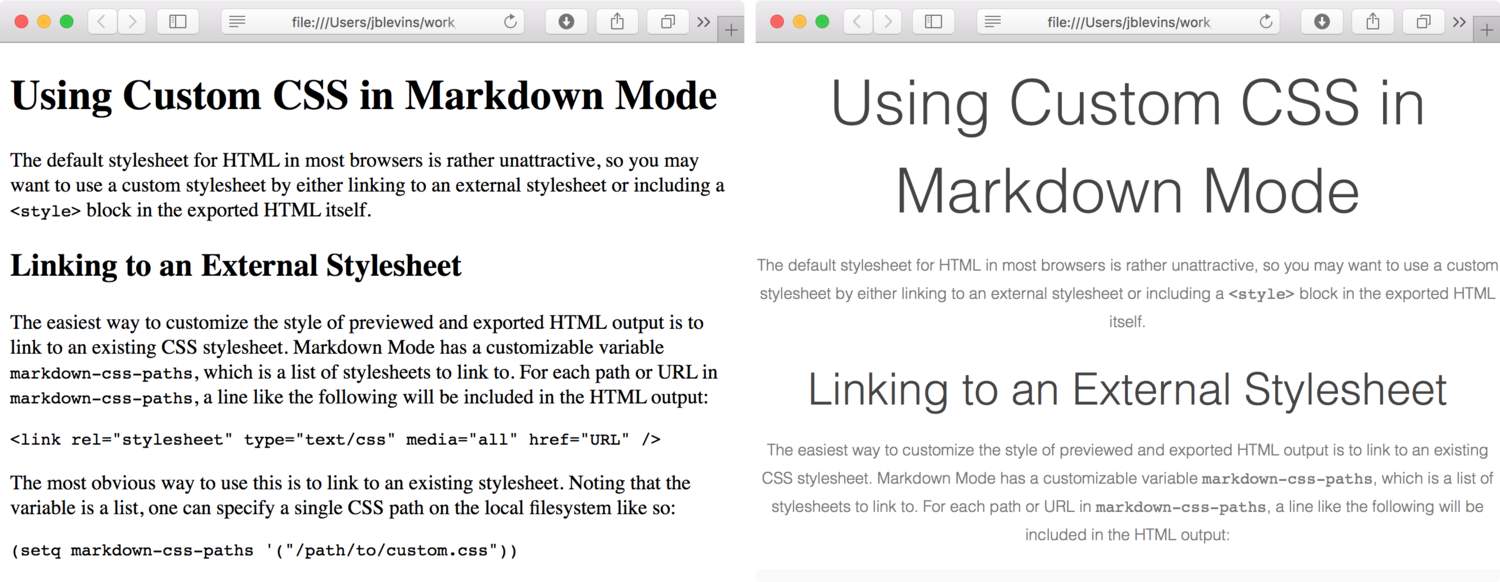 file:///Users/jblevins/work
Using Custom CSS in Markdown Mode
The default stylesheet for HTML in most browsers is rather unattractive, so you may
want to use a custom stylesheet by either linking to an external stylesheet or including a
<style> block in the exported HTML itself.
Linking to an External Stylesheet
The easiest way to customize the style of previewed and exported HTML output is to
link to an existing CSS stylesheet. Markdown Mode has a customizable variable
markdown-css-paths, which is a list of stylesheets to link to. For each path or URL in
markdown-css-paths, a line like the following will be included in the HTML output:
<link rel="stylesheet" type="text/css" media="all" href="URL" />
The most obvious way to use this is to link to an existing stylesheet. Noting that the
variable is a list, one can specify a single CSS path on the local filesystem like so:
(setq markdown-css-paths '("/path/to/custom.css"))
file:///Users/jblevins/work
Using Custom CSS in
Markdown Mode
The default stylesheet for HTML in most browsers is rather unattractive, so you may want to use a custom
stylesheet by either linking to an external stylesheet or including a <style> block in the exported HTML
itself.
Linking to an External Stylesheet
The easiest way to customize the style of previewed and exported HTML output is to link to an existing
CSS stylesheet. Markdown Mode has a customizable variable markdown-css-paths, which is a list of
stylesheets to link to. For each path or URL in markdown-css-paths, a line like the following will be
included in the HTML output: